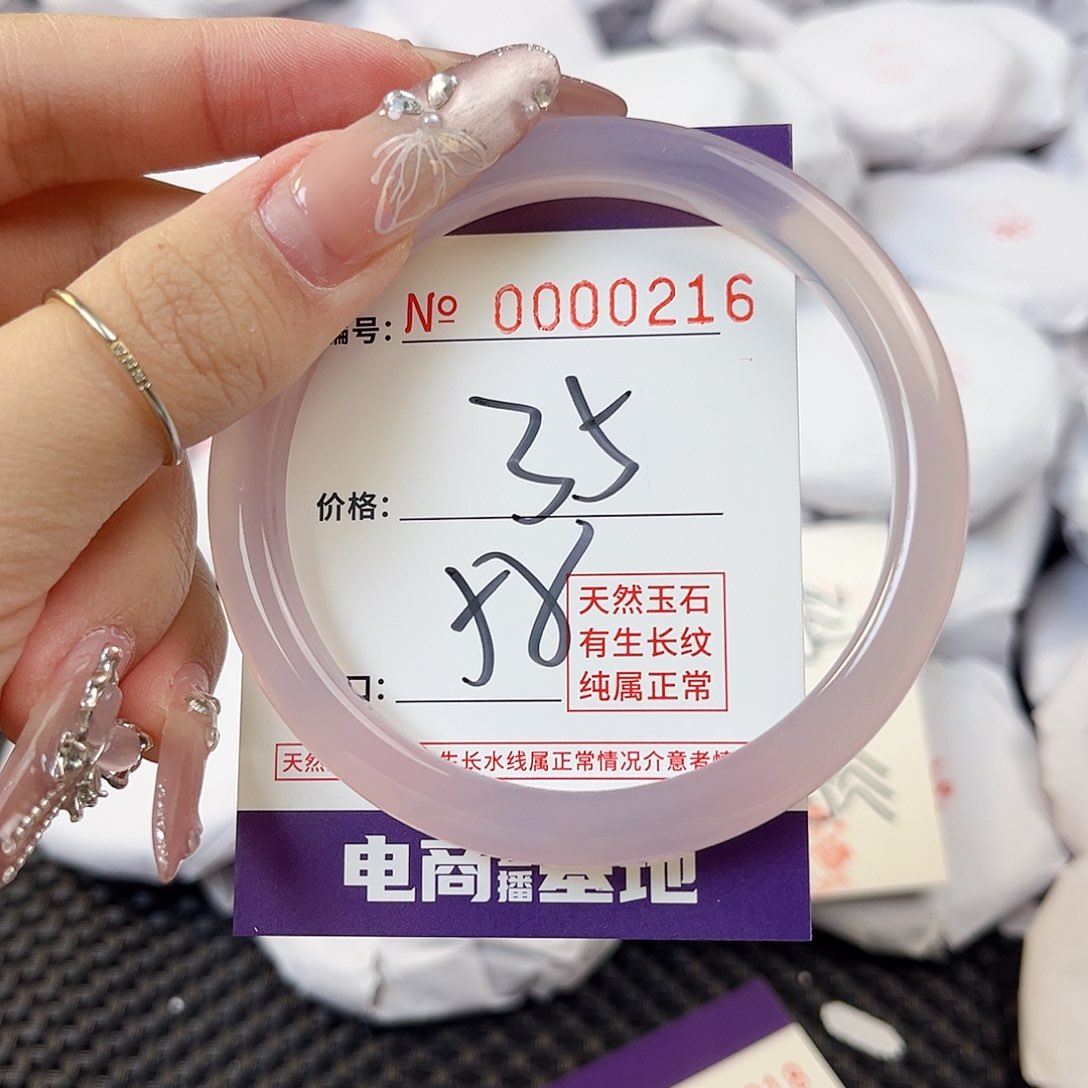 编号: № 0000216
价格: 35
口: 58
天然玉石
有生长纹
纯属正常
天然 生长水线属正常情况介意者慎
电商直播基地